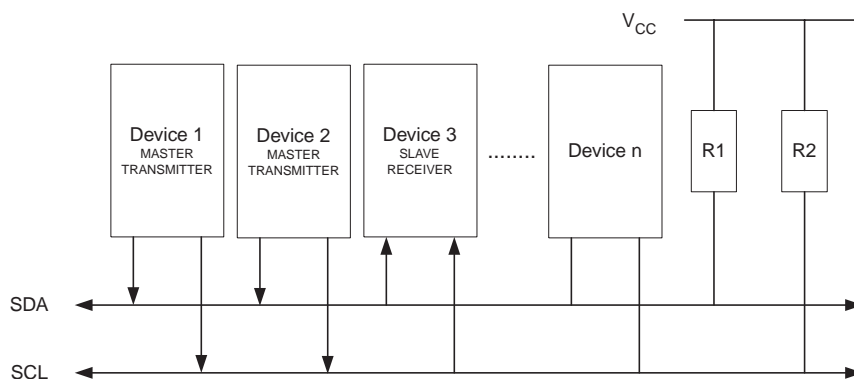 V_CC
Device 1
MASTER
TRANSMITTER
Device 2
MASTER
TRANSMITTER
Device 3
SLAVE
RECEIVER
........
Device n
R1
R2
SDA
SCL